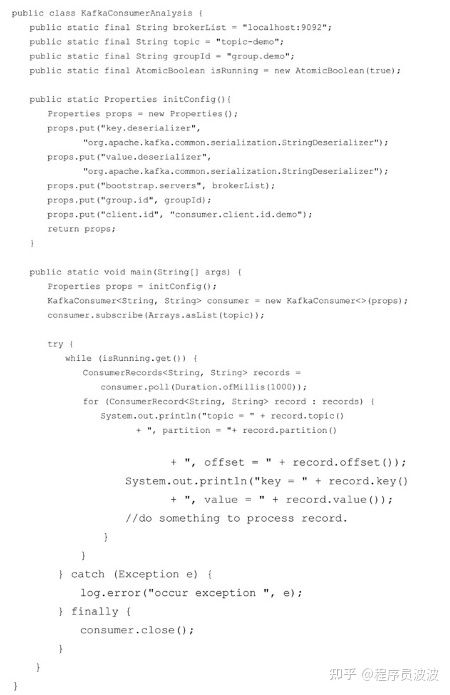 public class KafkaConsumerAnalysis {
public static final String brokerList = "localhost:9092";
public static final String topic = "topic-demo";
public static final String groupId = "group.demo";
public static final AtomicBoolean isRunning = new AtomicBoolean(true);
public static Properties initConfig(){
Properties props = new Properties();
props.put("key.deserializer",
"org.apache.kafka.common.serialization.StringDeserializer");
props.put("value.deserializer",
"org.apache.kafka.common.serialization.StringDeserializer");
props.put("bootstrap.servers", brokerList);
props.put("group.id", groupId);
props.put("client.id", "consumer.client.id.demo");
return props;
}
public static void main(String[] args) {
Properties props = initConfig();
KafkaConsumer<String, String> consumer = new KafkaConsumer<>(props);
consumer.subscribe(Arrays.asList(topic));
try {
while (isRunning.get()) {
ConsumerRecords<String, String> records =
consumer.poll(Duration.ofMillis(1000));
for (ConsumerRecord<String, String> record : records) {
System.out.println("topic = " + record.topic()
+ ", partition = "+ record.partition()
+ ", offset = " + record.offset());
System.out.println("key = " + record.key()
+ ", value = " + record.value());
//do something to process record.
}
}
} catch (Exception e) {
log.error("occur exception ", e);
} finally {
consumer.close();
}
}
}
知乎 @程序员波波